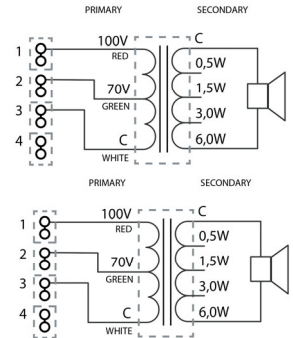 PRIMARY SECONDARY
100V C
1 RED
0,5W
2 70V 1,5W
GREEN
3 3,0W
4 C 6,0W
WHITE
PRIMARY SECONDARY
100V C
1 RED
0,5W
2 70V 1,5W
GREEN
3 3,0W
4 C 6,0W
WHITE